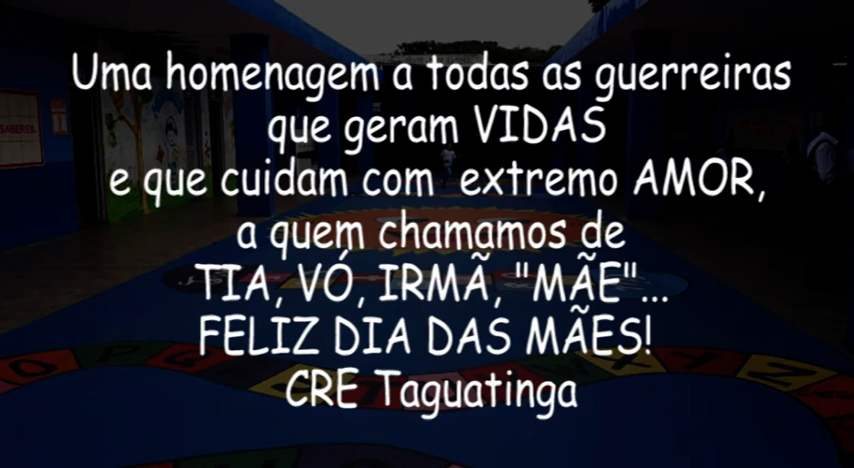 Uma homenagem a todas as guerreiras
que geram VIDAS
e que cuidam com extremo AMOR,
a quem chamamos de
TIA, VÓ, IRMÃ, "MÃE"...
FELIZ DIA DAS MÃES!
CRE Taguatinga
SABERES